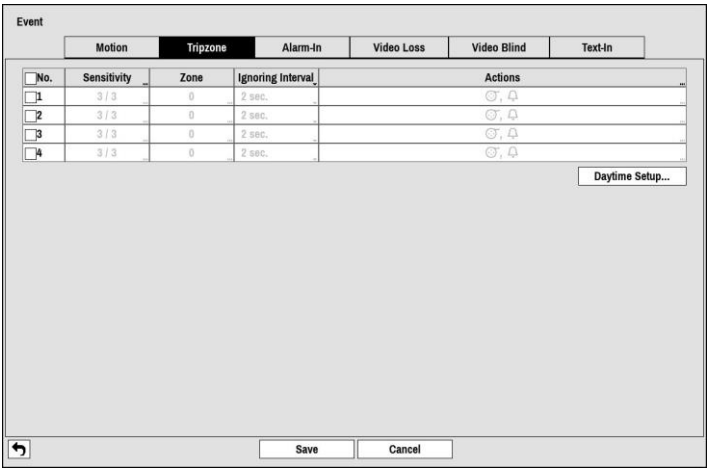 Event
Motion Tripzone Alarm-In Video Loss Video Blind Text-In
No. Sensitivity ... Zone Ignoring Interval Actions ...
1 3 / 3 ... 0 ... 2 sec. ...
2 3 / 3 ... 0 ... 2 sec. ...
3 3 / 3 ... 0 ... 2 sec. ...
4 3 / 3 ... 0 ... 2 sec. ...
Daytime Setup...
Save Cancel